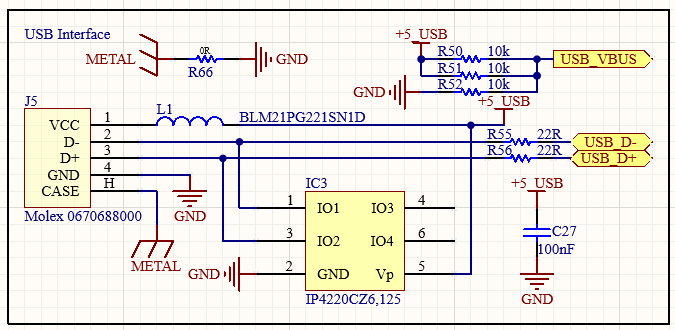 USB Interface
+5_USB
0R
METAL
GND
R66
R50 10k
USB_VBUS
R51 10k
R52 10k
GND
+5_USB
J5
L1
BLM21PG221SN1D
VCC 1
D- 2
R55 22R USB_D-
D+ 3
R56 22R USB_D+
GND 4
CASE H
Molex 0670688000
GND
IC3
+5_USB
1 IO1 IO3 4
3 IO2 IO4 6
C27
100nF
METAL
GND 2 GND Vp 5
IP4220CZ6,125
GND